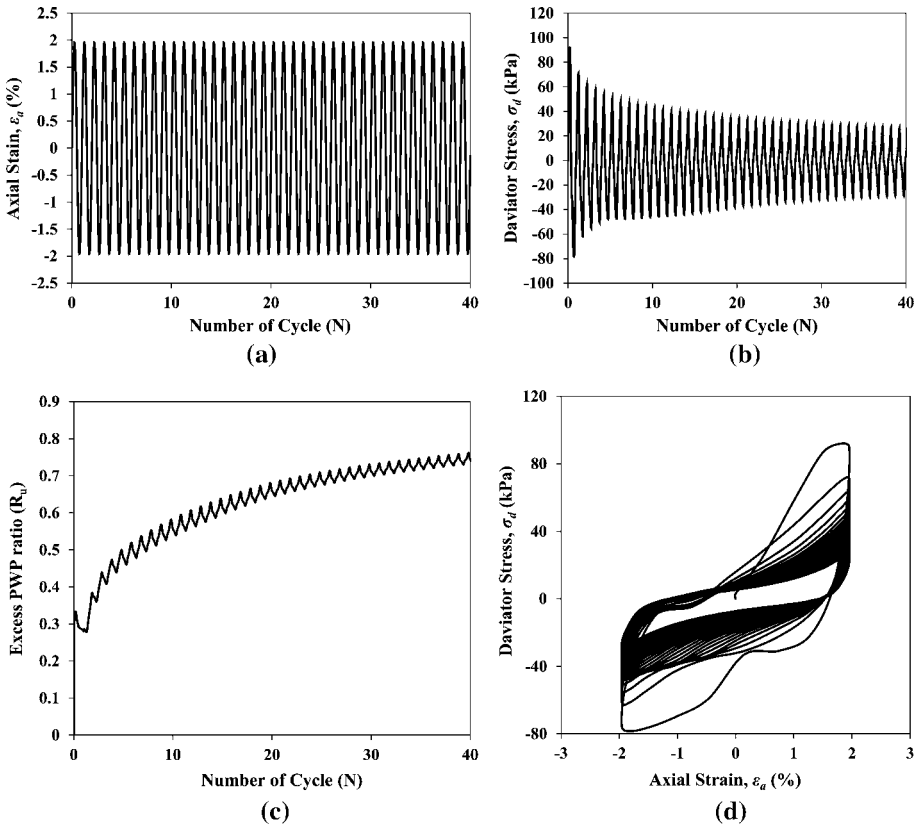 2.5
2
1.5
1
0.5
0
-0.5
-1
-1.5
-2
-2.5
Axial Stain, εa (%)
0 10 20 30 40
Number of Cycle (N)
(a)
120
100
80
60
40
20
0
-20
-40
-60
-80
-100
Daviator Stress, σd (kPa)
0 10 20 30 40
Number of Cycle (N)
(b)
0.9
0.8
0.7
0.6
0.5
0.4
0.3
0.2
0.1
0
Excess PWP ratio (Ru)
0 10 20 30 40
Number of Cycle (N)
(c)
120
80
40
0
-40
-80
Daviator Stress, σd (kPa)
-3 -2 -1 0 1 2 3
Axial Strain, εa (%)
(d)